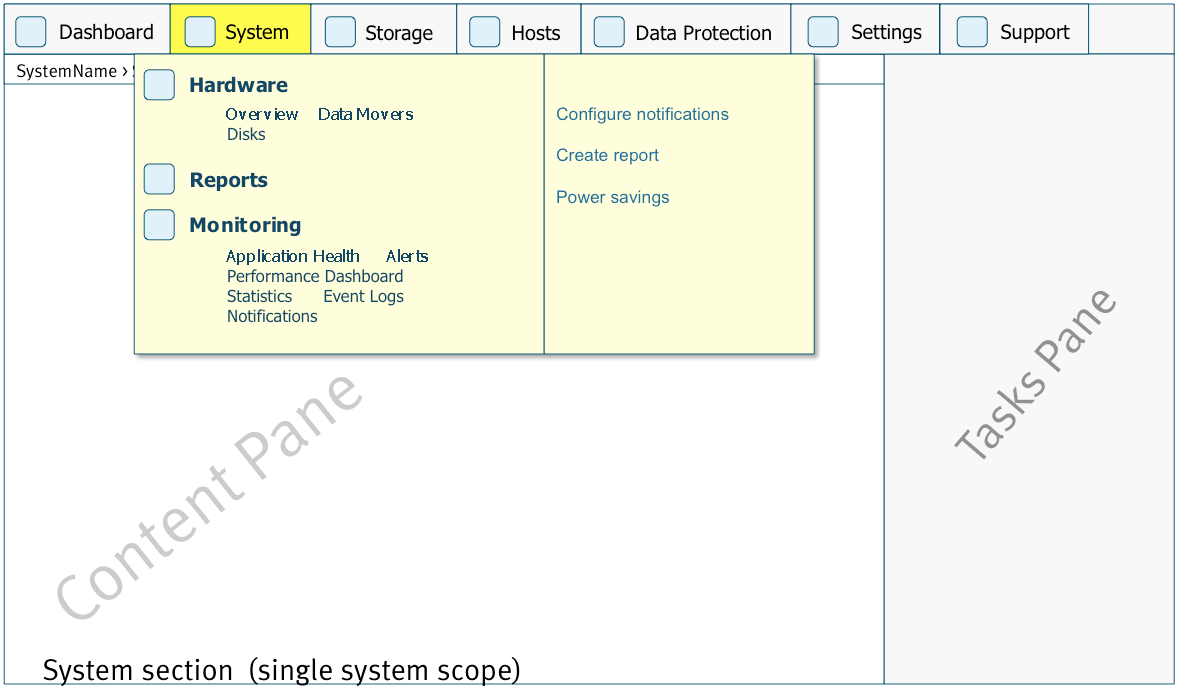 Dashboard System Storage Hosts Data Protection Settings Support
SystemName ›
Hardware
Overview Data Movers
Disks
Reports
Monitoring
Application Health Alerts
Performance Dashboard
Statistics Event Logs
Notifications
Configure notifications
Create report
Power savings
Content Pane
Tasks Pane
System section (single system scope)